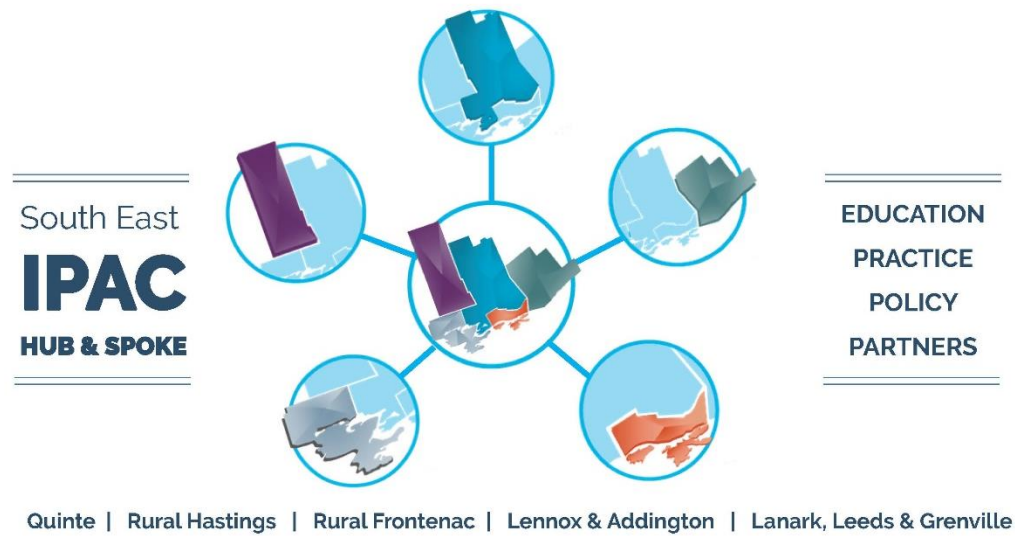 South East
IPAC
HUB & SPOKE
EDUCATION
PRACTICE
POLICY
PARTNERS
Quinte | Rural Hastings | Rural Frontenac | Lennox & Addington | Lanark, Leeds & Grenville